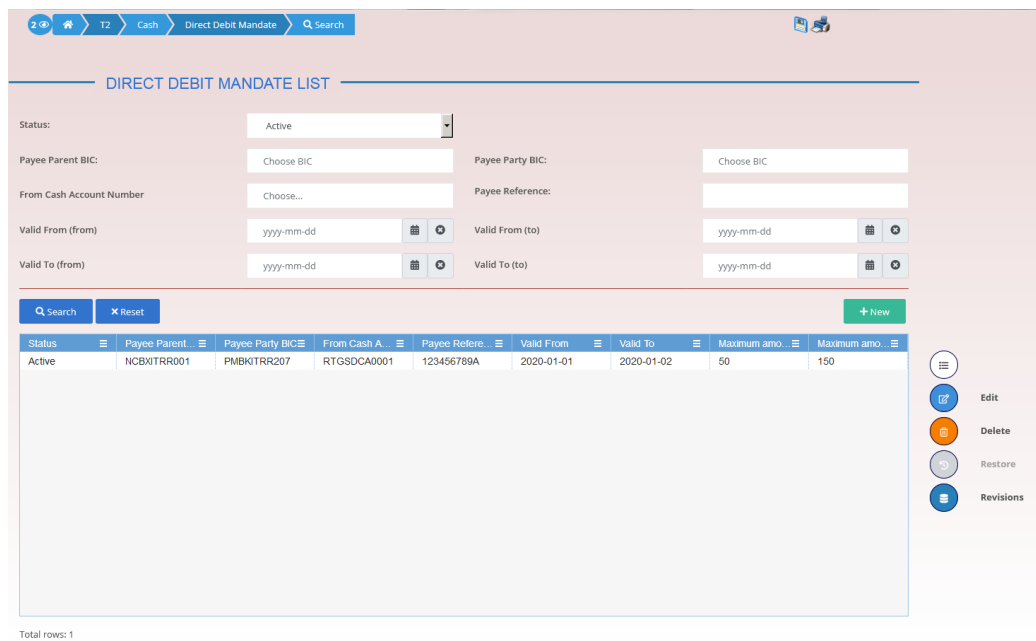 2 T2 Cash Direct Debit Mandate Search
DIRECT DEBIT MANDATE LIST
Status: Active
Payee Parent BIC: Choose BIC Payee Party BIC: Choose BIC
From Cash Account Number Choose... Payee Reference:
Valid From (from) yyyy-mm-dd Valid From (to) yyyy-mm-dd
Valid To (from) yyyy-mm-dd Valid To (to) yyyy-mm-dd
Search Reset New
Status Payee Parent... Payee Party BIC From Cash A... Payee Refere... Valid From Valid To Maximum amo... Maximum amo...
Active NCBXITRR001 PMBKITRR207 RTGSDCA0001 123456789A 2020-01-01 2020-01-02 50 150
Edit
Delete
Restore
Revisions
Total rows: 1